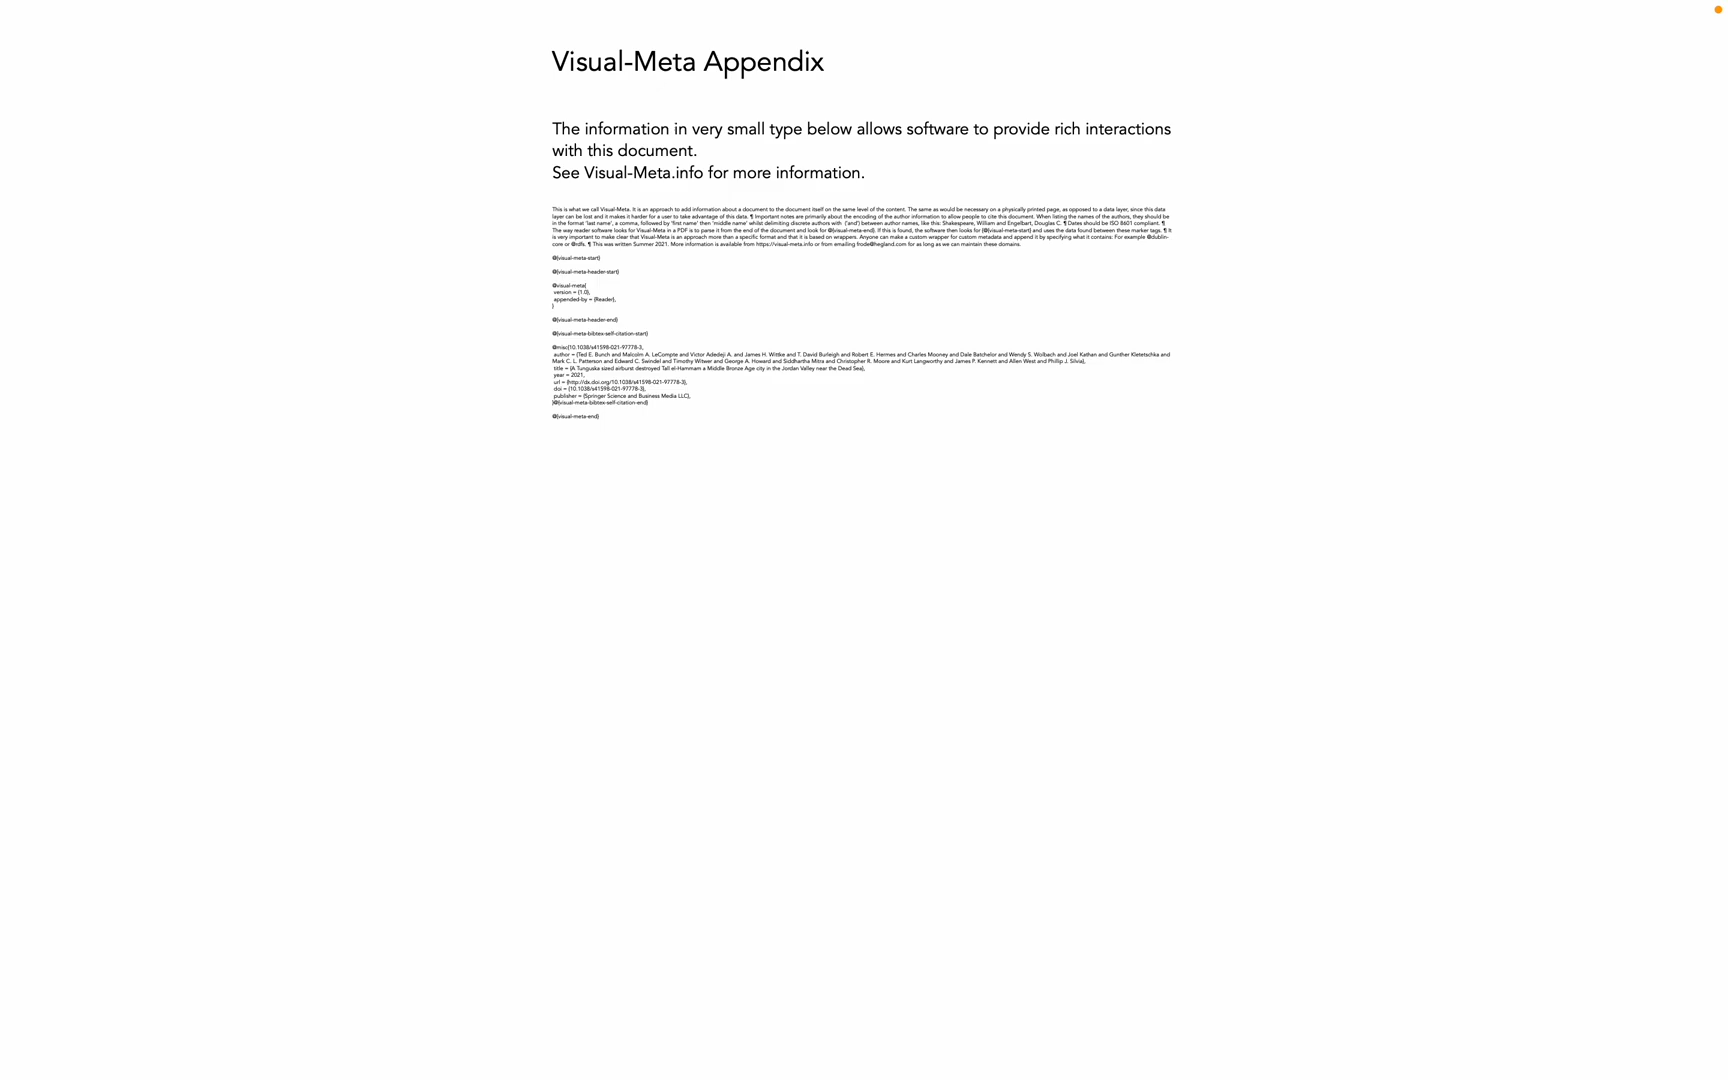 Visual-Meta Appendix
The information in very small type below allows software to provide rich interactions
with this document.
See Visual-Meta.info for more information.
This is what we call Visual-Meta. It is an approach to add information about a document to the document itself on the same level of the content. The same as would be necessary on a physically printed page, as opposed to a data layer, since this data
layer can be lost and it makes it harder for a user to take advantage of this data. ¶ Important notes are primarily about the encoding of the author information to allow people to cite this document. When listing the names of the authors, they should be
in the format 'last name', a comma, followed by 'first name' then 'middle name' whilst delimiting discrete authors with ('and') between author names, like this: Shakespeare, William and Engelbart, Douglas C. ¶ Dates should be ISO 8601 compliant. ¶
The way reader software looks for Visual-Meta in a PDF is to parse it from the end of the document and look for @{visual-meta-end}. If this is found, the software then looks for {@{visual-meta-start} and uses the data found between these marker tags. ¶ It
is very important to make clear that Visual-Meta is an approach more than a specific format and that it is based on wrappers. Anyone can make a custom wrapper for custom metadata and append it by specifying what it contains: For example @dublin-
core or @rdfs. ¶ This was written Summer 2021. More information is available from https://visual-meta.info or from emailing frode@hegland.com for as long as we can maintain these domains.
@{visual-meta-start}
@{visual-meta-header-start}
@visual-meta{
version = {1.0},
appended-by = {Reader},
}
@{visual-meta-header-end}
@{visual-meta-bibtex-self-citation-start}
@misc{10.1038/s41598-021-97778-3,
author = {Ted E. Bunch and Malcolm A. LeCompte and Victor Adedeji A. and James H. Wittke and T. David Burleigh and Robert E. Hermes and Charles Mooney and Dale Batchelor and Wendy S. Wolbach and Joel Kathan and Gunther Kletetschka and
Mark C. L. Patterson and Edward C. Swindel and Timothy Witwer and George A. Howard and Siddhartha Mitra and Christopher R. Moore and Kurt Langworthy and James P. Kennett and Allen West and Phillip J. Silvia},
title = {A Tunguska sized airburst destroyed Tall el-Hammam a Middle Bronze Age city in the Jordan Valley near the Dead Sea},
year = 2021,
url = {http://dx.doi.org/10.1038/s41598-021-97778-3},
doi = {10.1038/s41598-021-97778-3},
publisher = {Springer Science and Business Media LLC},
}@{visual-meta-bibtex-self-citation-end}
@{visual-meta-end}